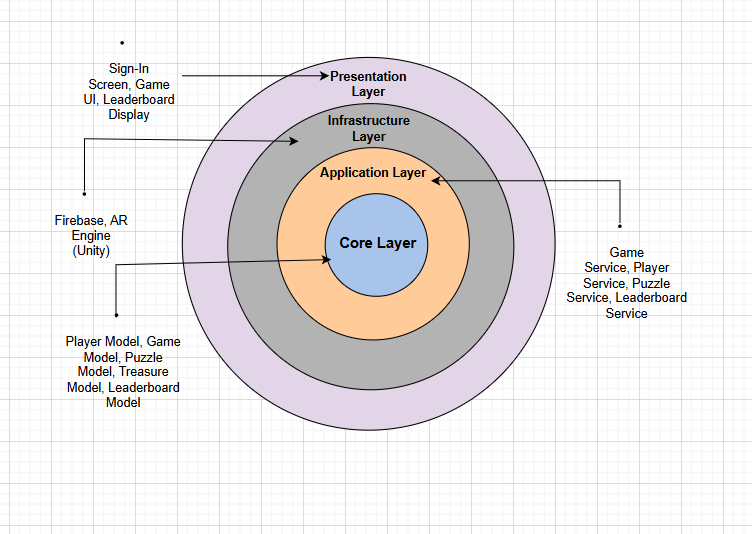 Sign-In
Screen, Game
UI, Leaderboard
Display
Presentation
Layer
Infrastructure
Layer
Application Layer
Core Layer
Firebase, AR
Engine
(Unity)
Game
Service, Player
Service, Puzzle
Service, Leaderboard
Service
Player Model, Game
Model, Puzzle
Model, Treasure
Model, Leaderboard
Model